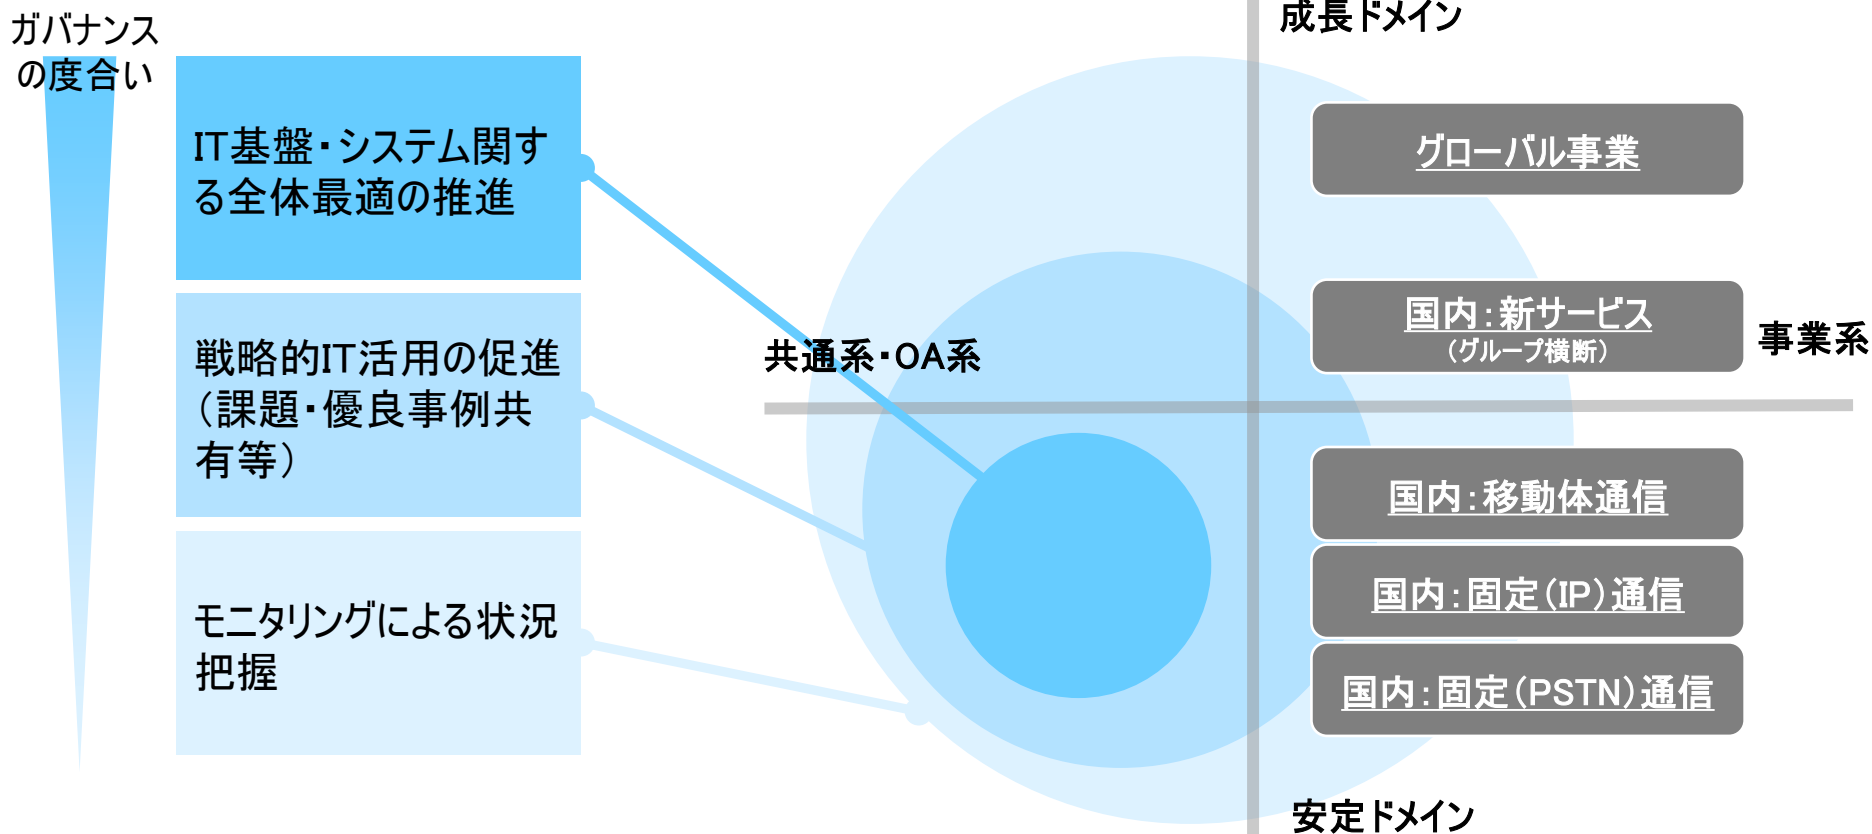 ガバナンス
の度合い
IT基盤・システム関す
る全体最適の推進
戦略的IT活用の促進
（課題・優良事例共
有等）
モニタリングによる状況
把握
成長ドメイン
グローバル事業
国内：新サービス
（グループ横断）
事業系
共通系・OA系
国内：移動体通信
国内：固定（IP）通信
国内：固定（PSTN）通信
安定ドメイン